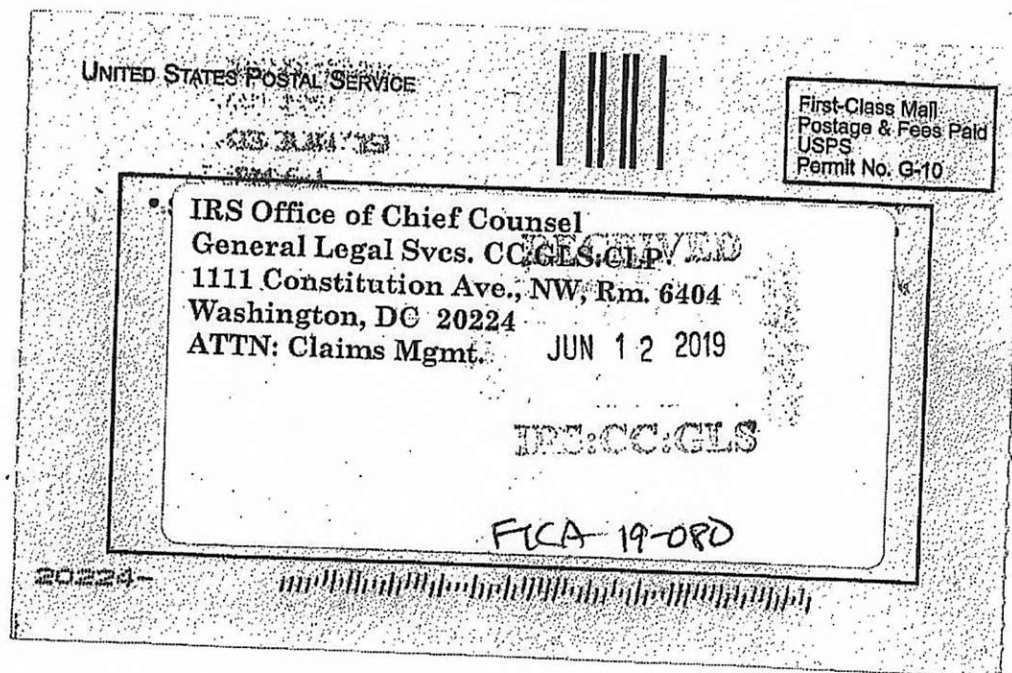 UNITED STATES POSTAL SERVICE
First-Class Mail
Postage & Fees Paid
USPS
Permit No. G-10
IRS Office of Chief Counsel
General Legal Svcs. CC:GLS:CLP
RECEIVED
1111 Constitution Ave., NW, Rm. 6404
Washington, DC 20224
ATTN: Claims Mgmt.
JUN 12 2019
IRS:CC:GLS
FTCA 19-080
20224-